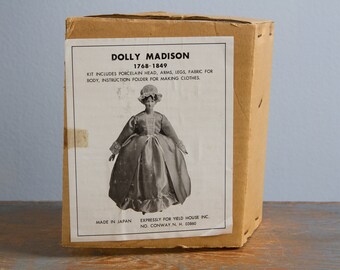 DOLLY MADISON
1768-1849
KIT INCLUDES PORCELAIN HEAD, ARMS, LEGS, FABRIC FOR
BODY, INSTRUCTION FOLDER FOR MAKING CLOTHES.
MADE IN JAPAN EXPRESSLY FOR YIELD HOUSE INC.
NO. CONWAY, N. H. 03860